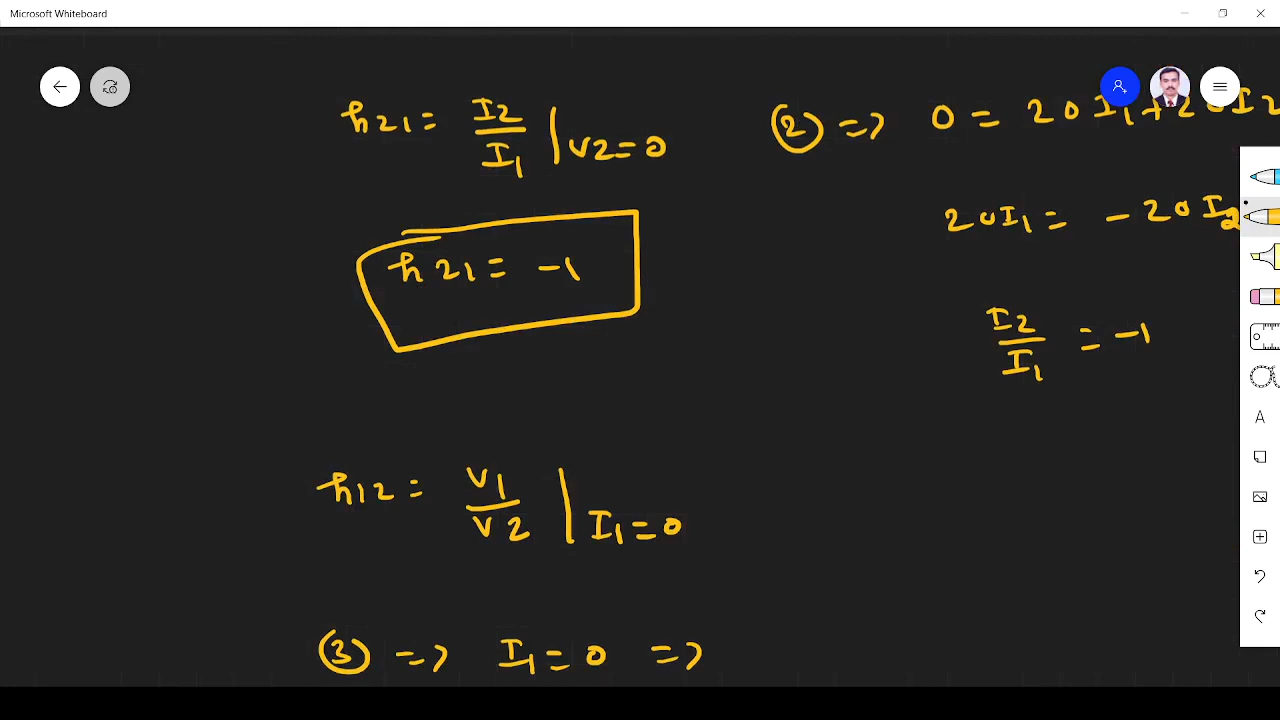 Microsoft Whiteboard
h21 = I2/I1 | V2=0
② => 0 = 20I1+20I2
20I1 = -20I2
h21 = -1
I2/I1 = -1
h12 = V1/V2 | I1=0
③ => I1=0 =>
A